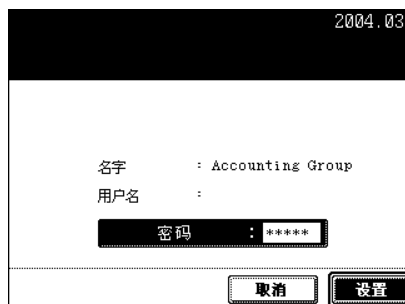 2004.03
名字 : Accounting Group
用户名 :
密码 : *****
取消 设置